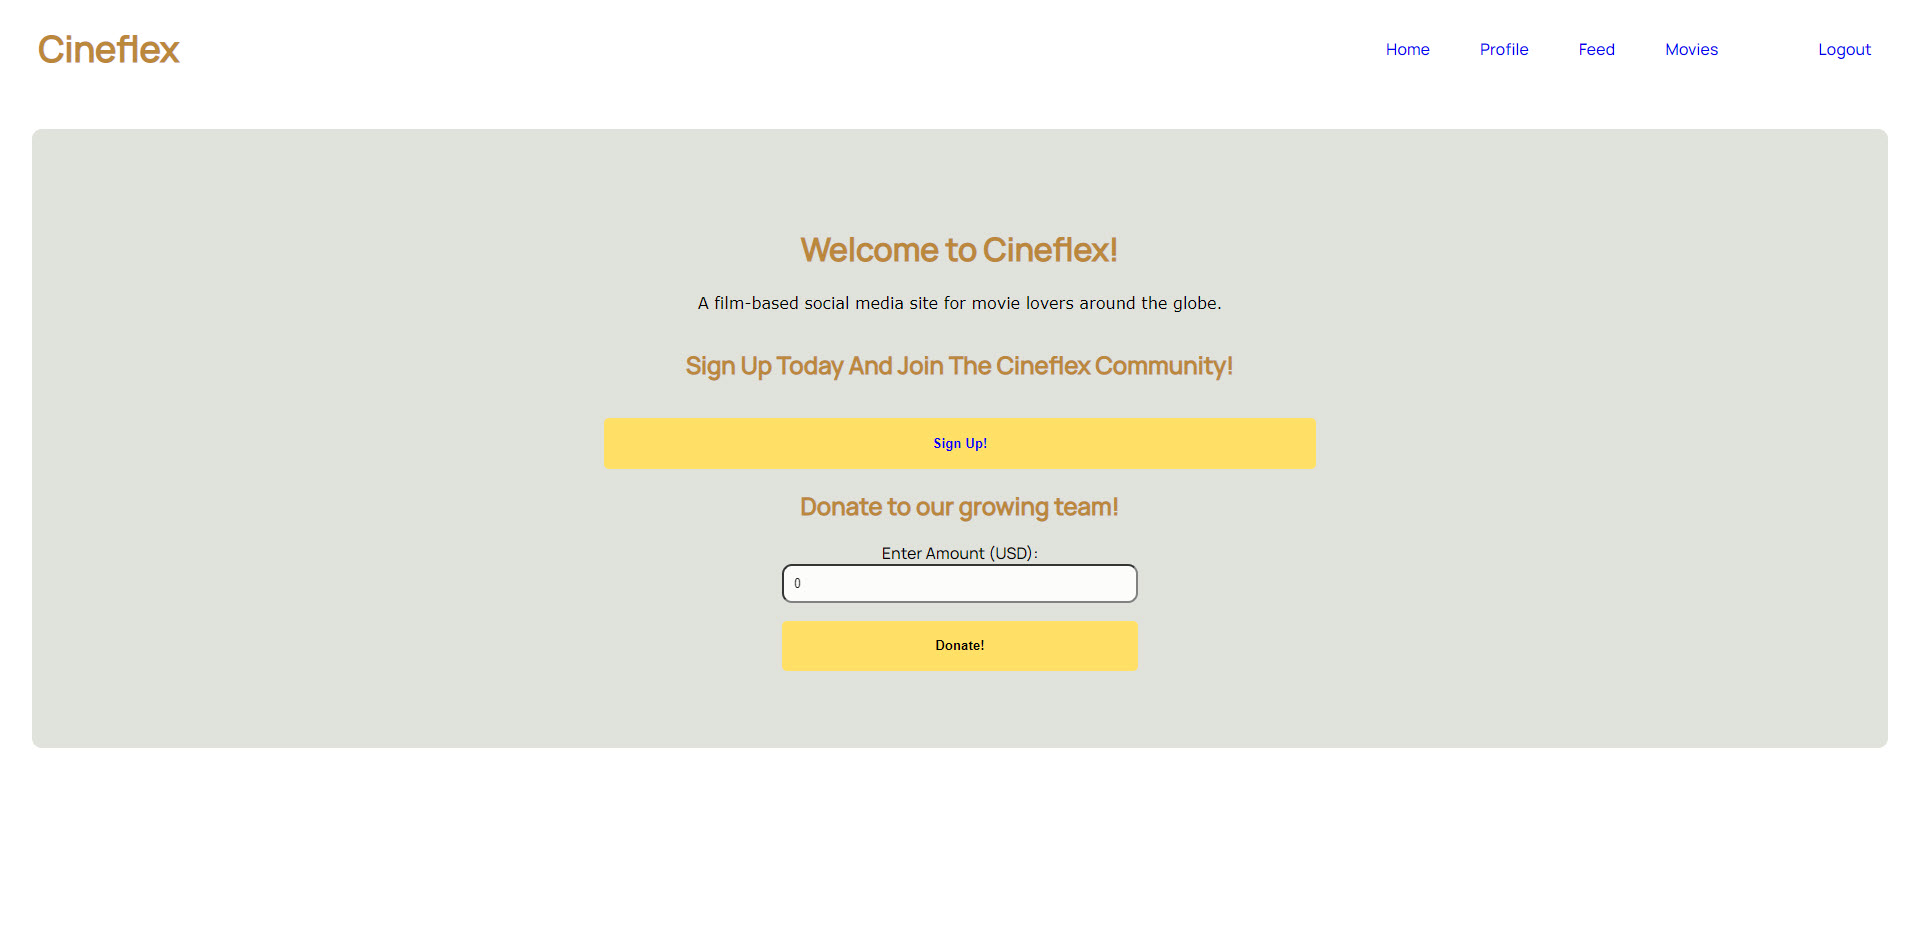 Cineflex
Home Profile Feed Movies Logout
Welcome to Cineflex!
A film-based social media site for movie lovers around the globe.
Sign Up Today And Join The Cineflex Community!
Sign Up!
Donate to our growing team!
Enter Amount (USD):
0
Donate!